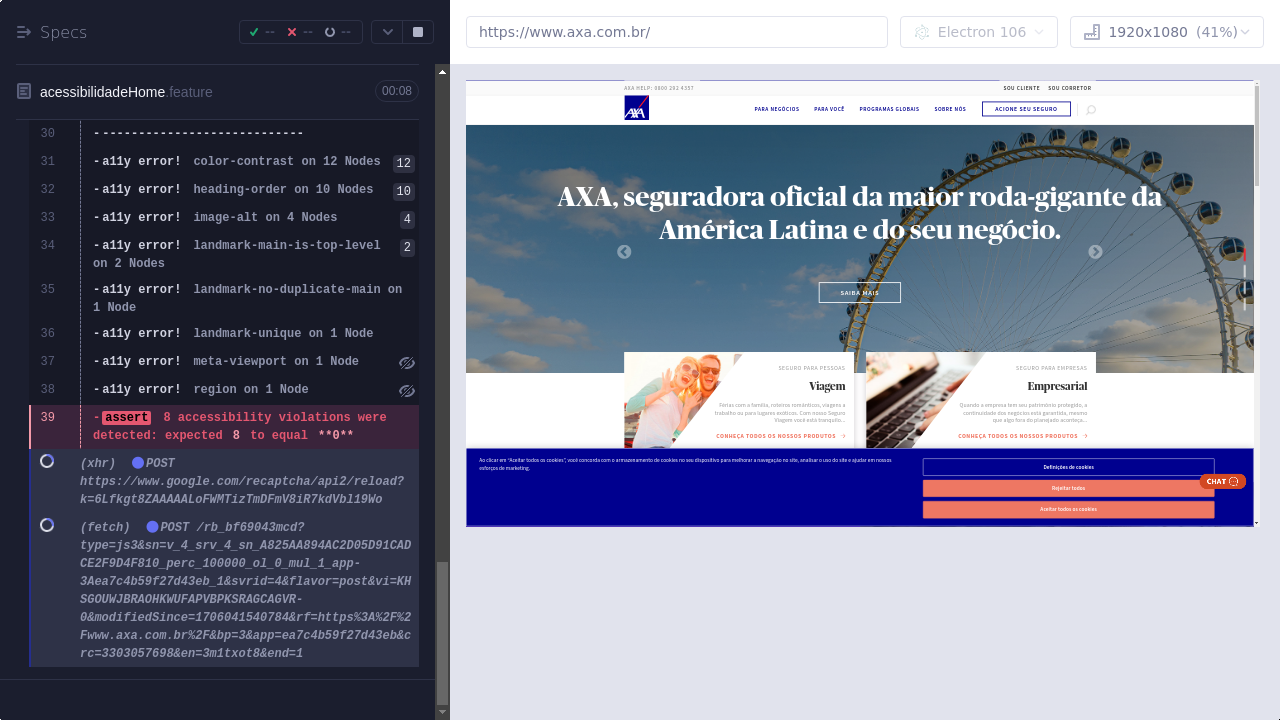 Specs
--
--
--
https://www.axa.com.br/
Electron 106
1920x1080 (41%)
acessibilidadeHome.feature
00:08
30 - ----------------------------
31 - a11y error! color-contrast on 12 Nodes 12
32 - a11y error! heading-order on 10 Nodes 10
33 - a11y error! image-alt on 4 Nodes 4
34 - a11y error! landmark-main-is-top-level 2
on 2 Nodes
35 - a11y error! landmark-no-duplicate-main on
1 Node
36 - a11y error! landmark-unique on 1 Node
37 - a11y error! meta-viewport on 1 Node
38 - a11y error! region on 1 Node
39 - assert 8 accessibility violations were
detected: expected 8 to equal **0**
(fetch) POST
https://www.google.com/recaptcha/api2/reload?
k=6LfkgcUZAAAAALoFWMTizTmDFmV8iR7kdVbJhwSB
(fetch) POST /rb_bf69043mcd?
type=js3&sn=v_4_srv_4_sn_A825AA894AC2D05D91CAD
CE2F9D4F810_perc_100000_ol_0_mul_1_app-
3Aea7c4b59f27d43eb_1&svrid=4&flavor=post&vi=KH
SGOUWJBRAOHKWUFAPVBPKSRAGCAGVR-
0&modifiedSince=1706041540784&rf=https%3A%2F%2
Fwww.axa.com.br%2F&bp=3&app=ea7c4b59f27d43eb&c
rc=3303057698&en=3m1txot8&end=1
AXA HELP: 0800 292 4357
SOU CLIENTE SOU CORRETOR
AXA
PARA NEGÓCIOS PARA VOCÊ PROGRAMAS GLOBAIS SOBRE NÓS ACIONE SEU SEGURO
AXA, seguradora oficial da maior roda-gigante da
América Latina e do seu negócio.
SAIBA MAIS
SEGURO PARA PESSOAS
Viagem
Férias com a família, roteiros românticos, viagens a
trabalho ou para lugares exóticos. Com nosso Seguro
Viagem você está tranquilo...
CONHEÇA TODOS OS NOSSOS PRODUTOS
SEGURO PARA EMPRESAS
Empresarial
Quando a empresa tem seu patrimônio protegido, a
continuidade dos negócios está garantida, mesmo
que algo fora do planejado aconteça...
CONHEÇA TODOS OS NOSSOS PRODUTOS
Ao clicar em "Aceitar todos os cookies", você concorda com o armazenamento de cookies no seu dispositivo para melhorar a navegação no site, analisar o uso do site e ajudar em nossos
esforços de marketing.
Definições de cookies
Rejeitar todos
Aceitar todos os cookies
CHAT